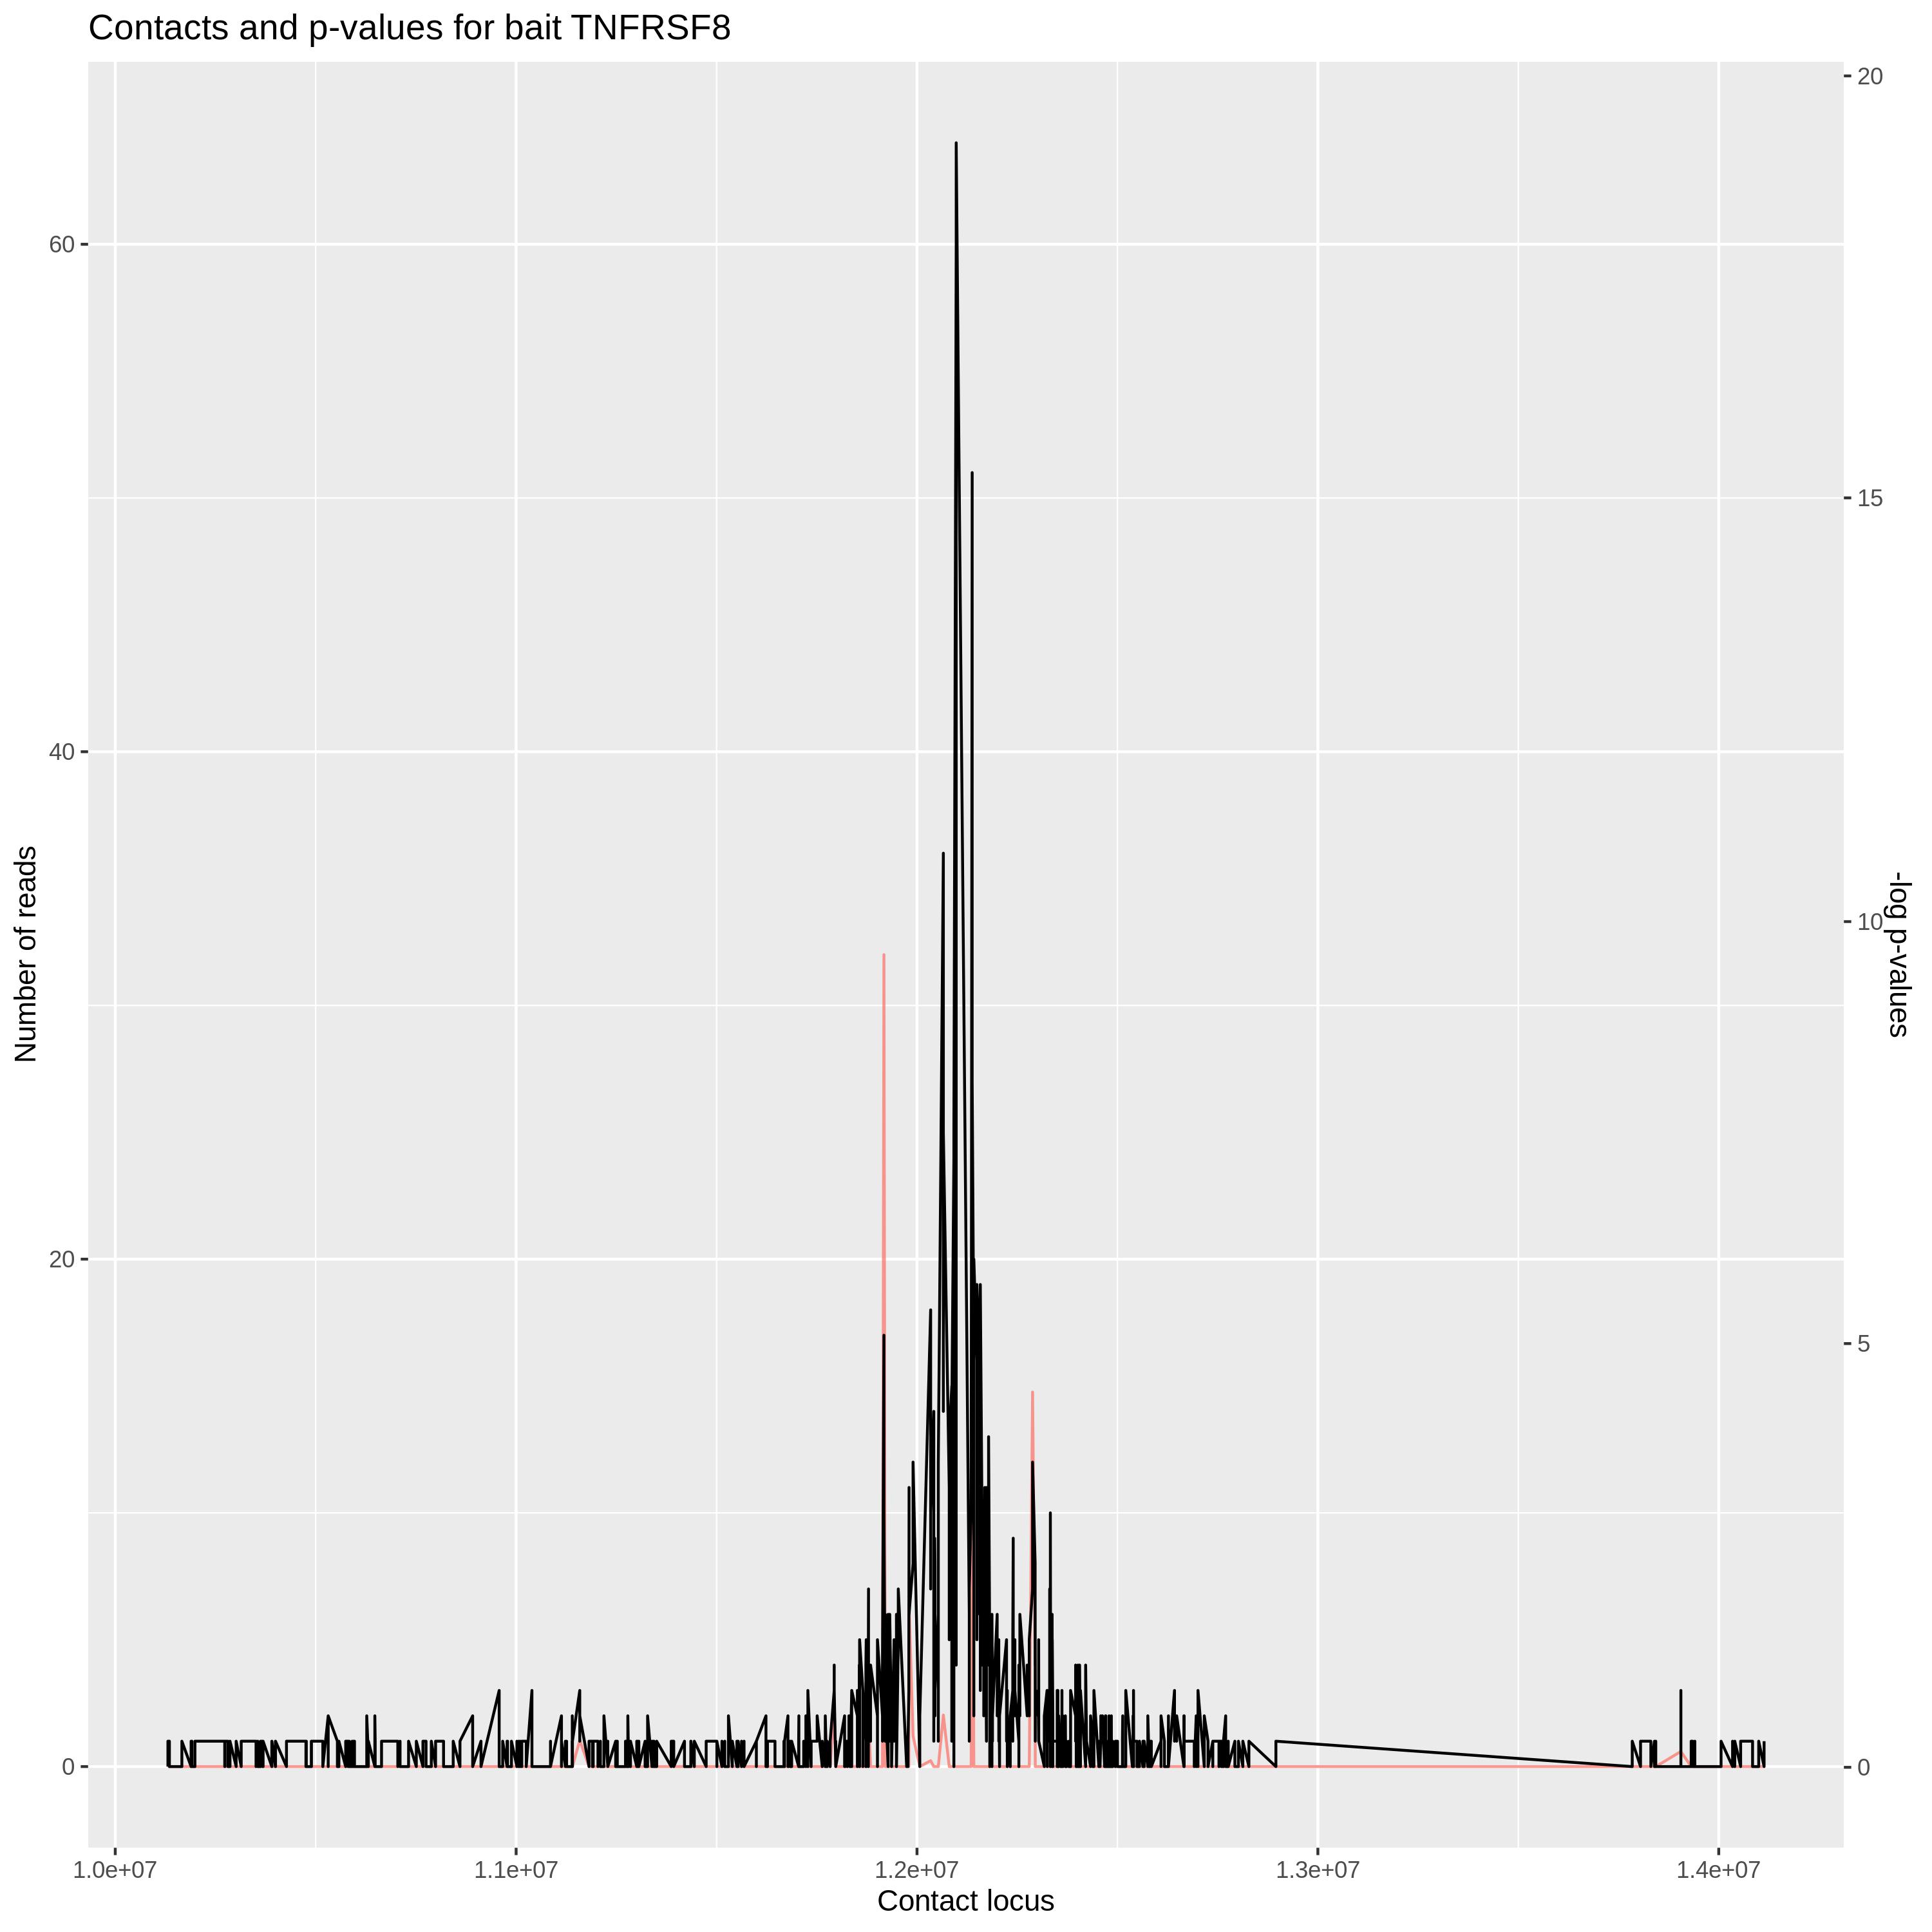 Contacts and p-values for bait TNFRSF8
60
40
20
0
Number of reads
20
15
10
5
0
-log p-values
1.0e+07
1.1e+07
1.2e+07
1.3e+07
1.4e+07
Contact locus